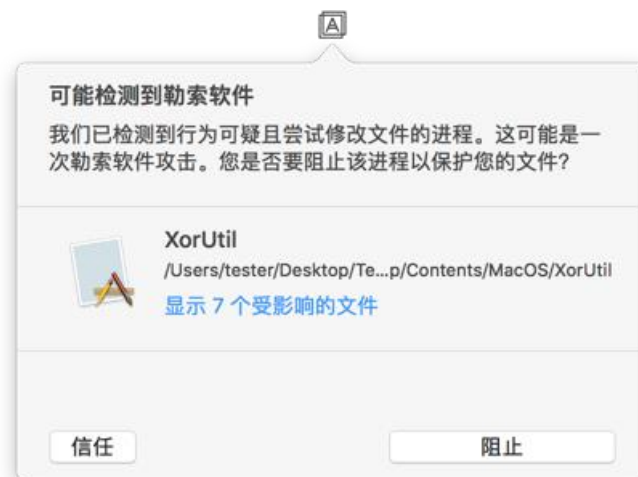 可能检测到勒索软件
我们已检测到行为可疑且尝试修改文件的进程。这可能是一
次勒索软件攻击。您是否要阻止该进程以保护您的文件?
XorUtil
/Users/tester/Desktop/Te...p/Contents/MacOS/XorUtil
显示 7 个受影响的文件
信任
阻止